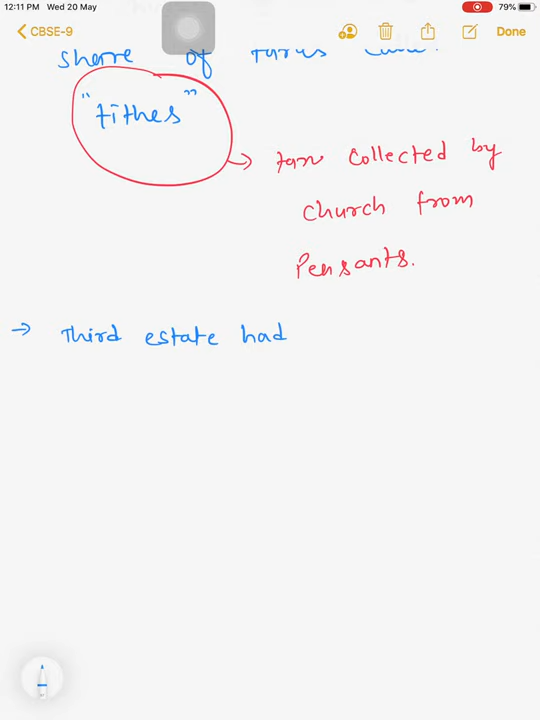 12:11 PM Wed 20 May 79%
CBSE-9 Done
share of
"tithes"
tax collected by
church from
Pensants.
→ Third estate had